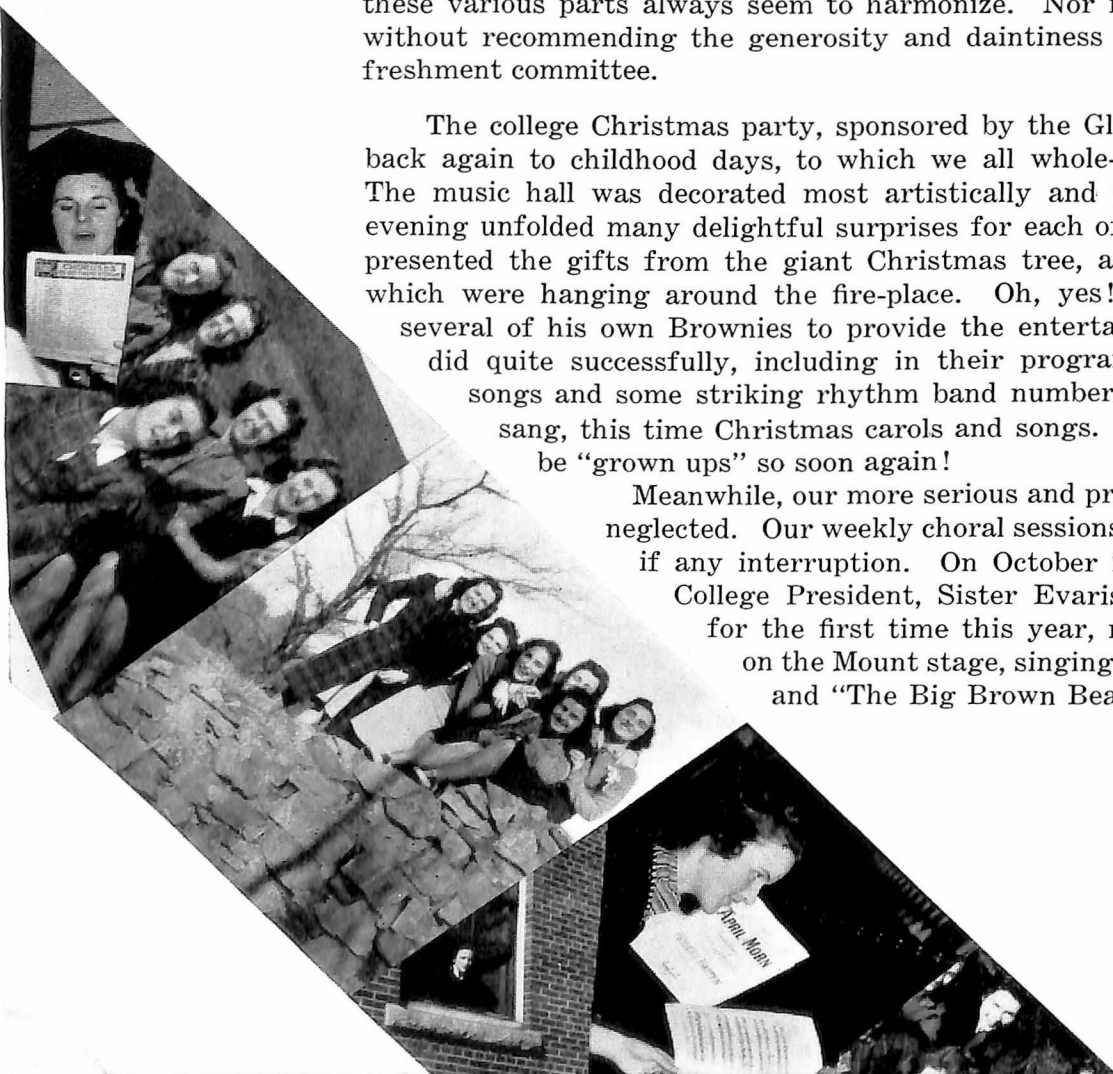 these various parts always seem to harmonize. Nor
without recommending the generosity and daintiness
freshment committee.
The college Christmas party, sponsored by the Gl
back again to childhood days, to which we all whole-
The music hall was decorated most artistically and
evening unfolded many delightful surprises for each of
presented the gifts from the giant Christmas tree, a
which were hanging around the fire-place. Oh, yes!
several of his own Brownies to provide the enterta
did quite successfully, including in their progra
songs and some striking rhythm band number
sang, this time Christmas carols and songs.
be “grown ups” so soon again!
Meanwhile, our more serious and pr
neglected. Our weekly choral sessions
if any interruption. On October
College President, Sister Evaris
for the first time this year,
on the Mount stage, singing
and “The Big Brown Bea
CHORUSES
APRIL MORN